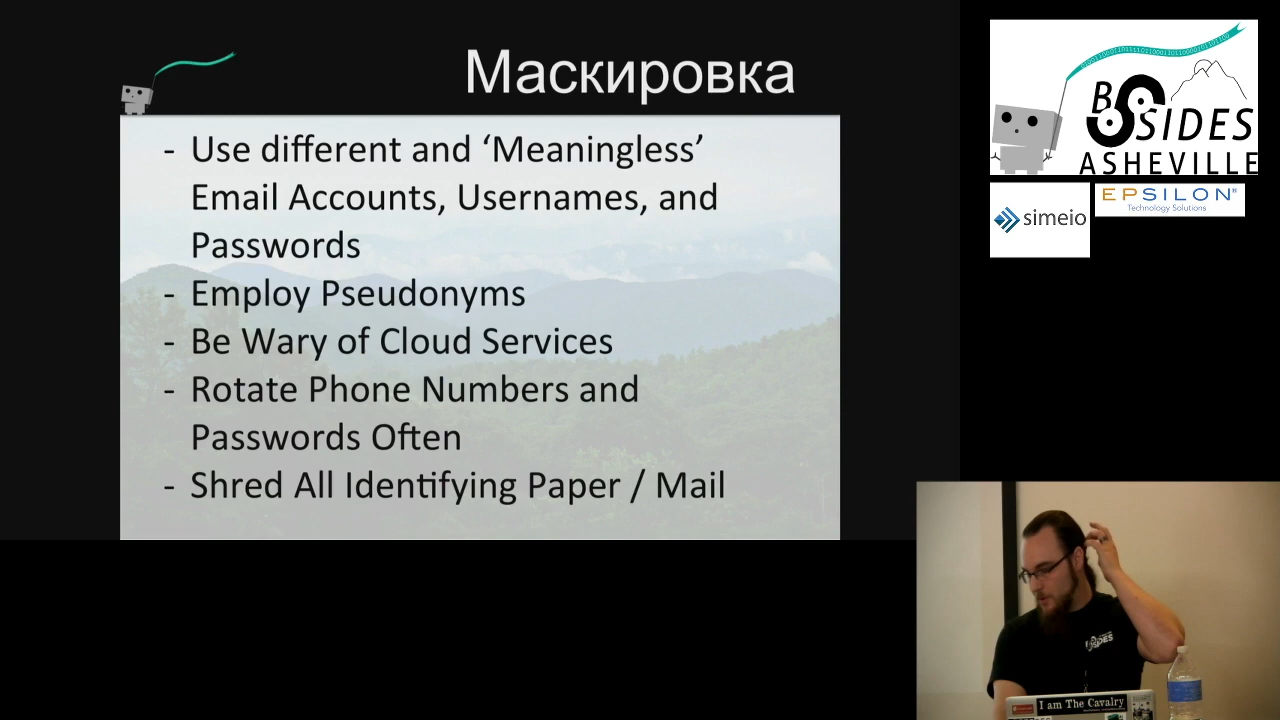 Маскировка
- Use different and ‘Meaningless’
Email Accounts, Usernames, and
Passwords
- Employ Pseudonyms
- Be Wary of Cloud Services
- Rotate Phone Numbers and
Passwords Often
- Shred All Identifying Paper / Mail
BSIDES
ASHEVILLE
simeio
EPSILON®
Technology Solutions
SIDES
I am The Cavalry